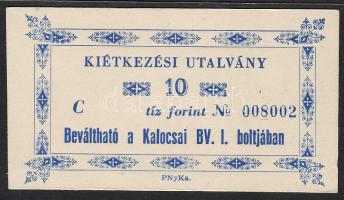 KIÉTKEZÉSI UTALVÁNY
10
C tíz forint № 008002
Beváltható a Kalocsai BV. I. boltjában
PNyKa.